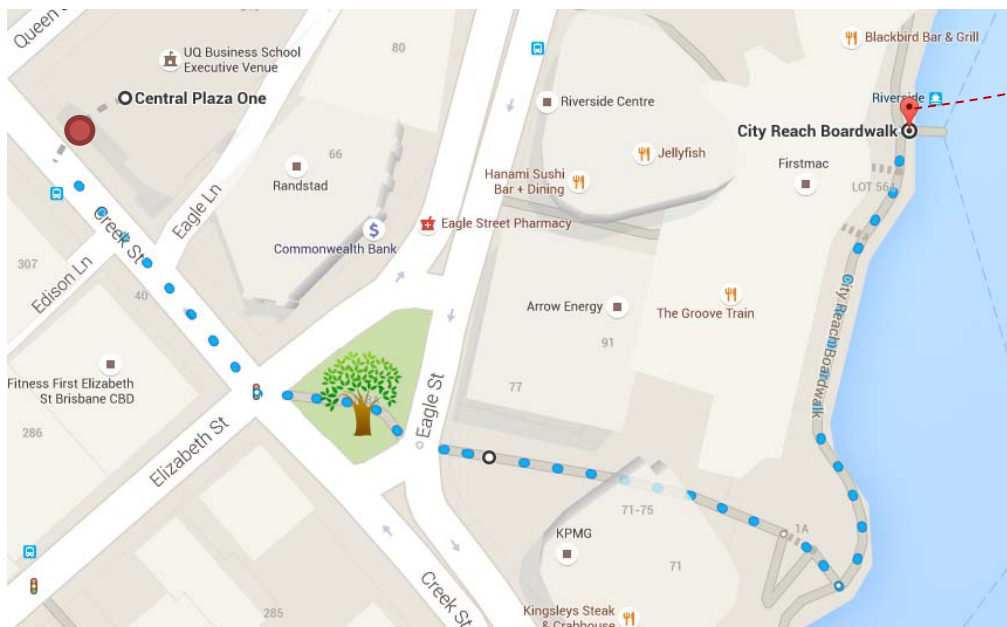 Queen
80
Blackbird Bar & Grill
UQ Business School
Executive Venue
Central Plaza One
Riverside Centre
Riverside
City Reach Boardwalk
66
Randstad
Jellyfish
Firstmac
Hanami Sushi
Bar + Dining
Eagle Ln
Creek St
Eagle Street Pharmacy
Commonwealth Bank
307
Edison Ln
40
Arrow Energy
The Groove Train
City Reach Boardwalk
91
77
Fitness First Elizabeth
St Brisbane CBD
286
Eagle St
Elizabeth St
71-75
1A
KPMG
71
Creek St
285
Kingsleys Steak
& Crabhouse